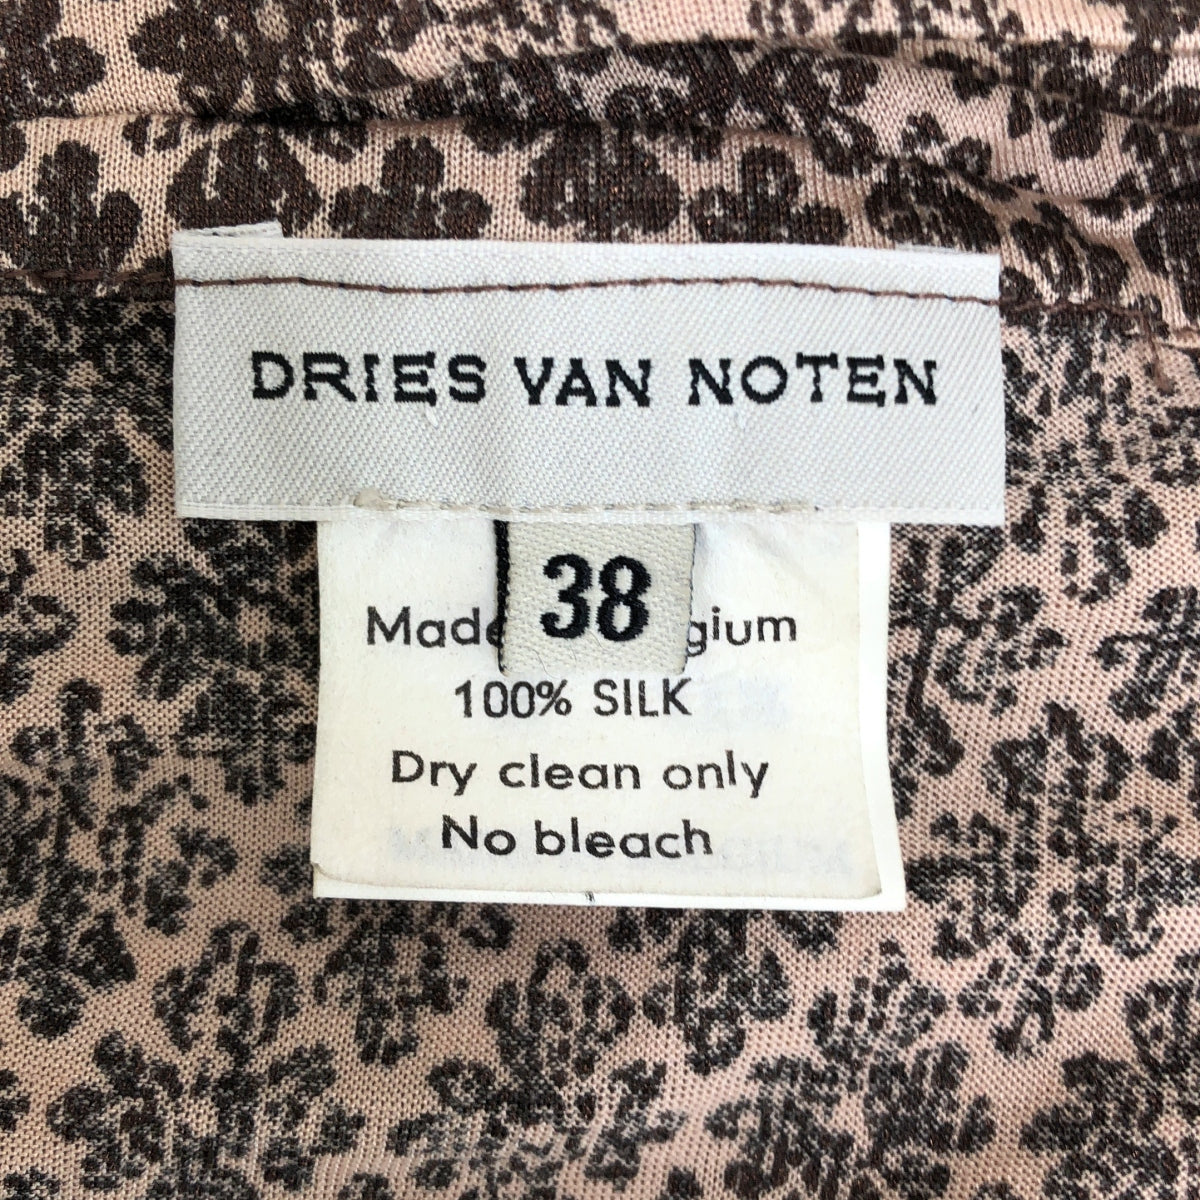 DRIES VAN NOTEN
38
Made gium
100% SILK
Dry clean only
No bleach